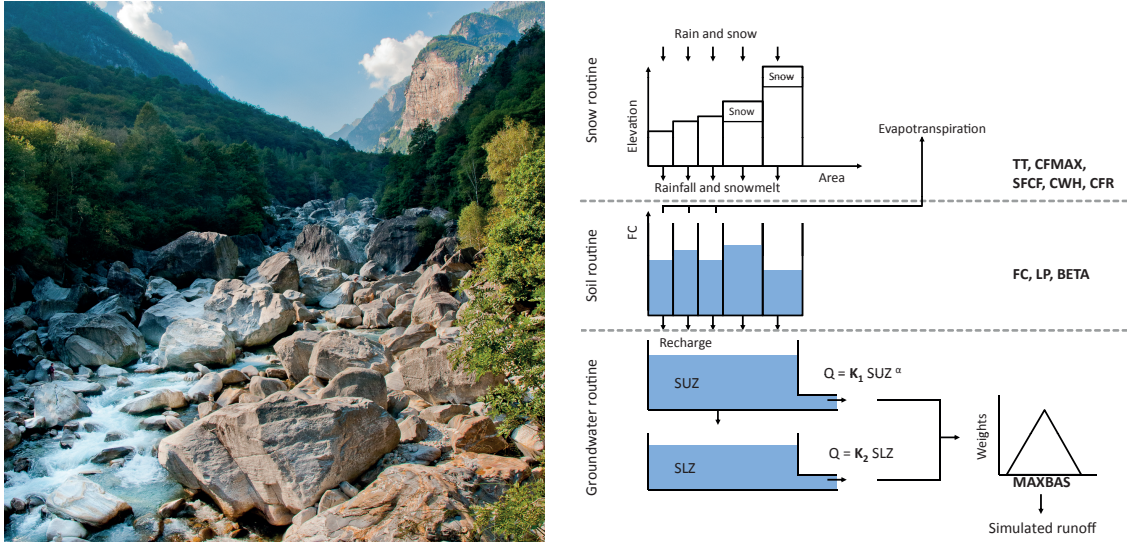 Snow routine
Rain and snow
Elevation
Snow
Snow
Area
Rainfall and snowmelt
Evapotranspiration
TT, CFMAX,
SFCF, CWH, CFR
Soil routine
FC
FC, LP, BETA
Groundwater routine
Recharge
SUZ
Q = K₁ SUZ ᵅ
SLZ
Q = K₂ SLZ
Weights
MAXBAS
Simulated runoff